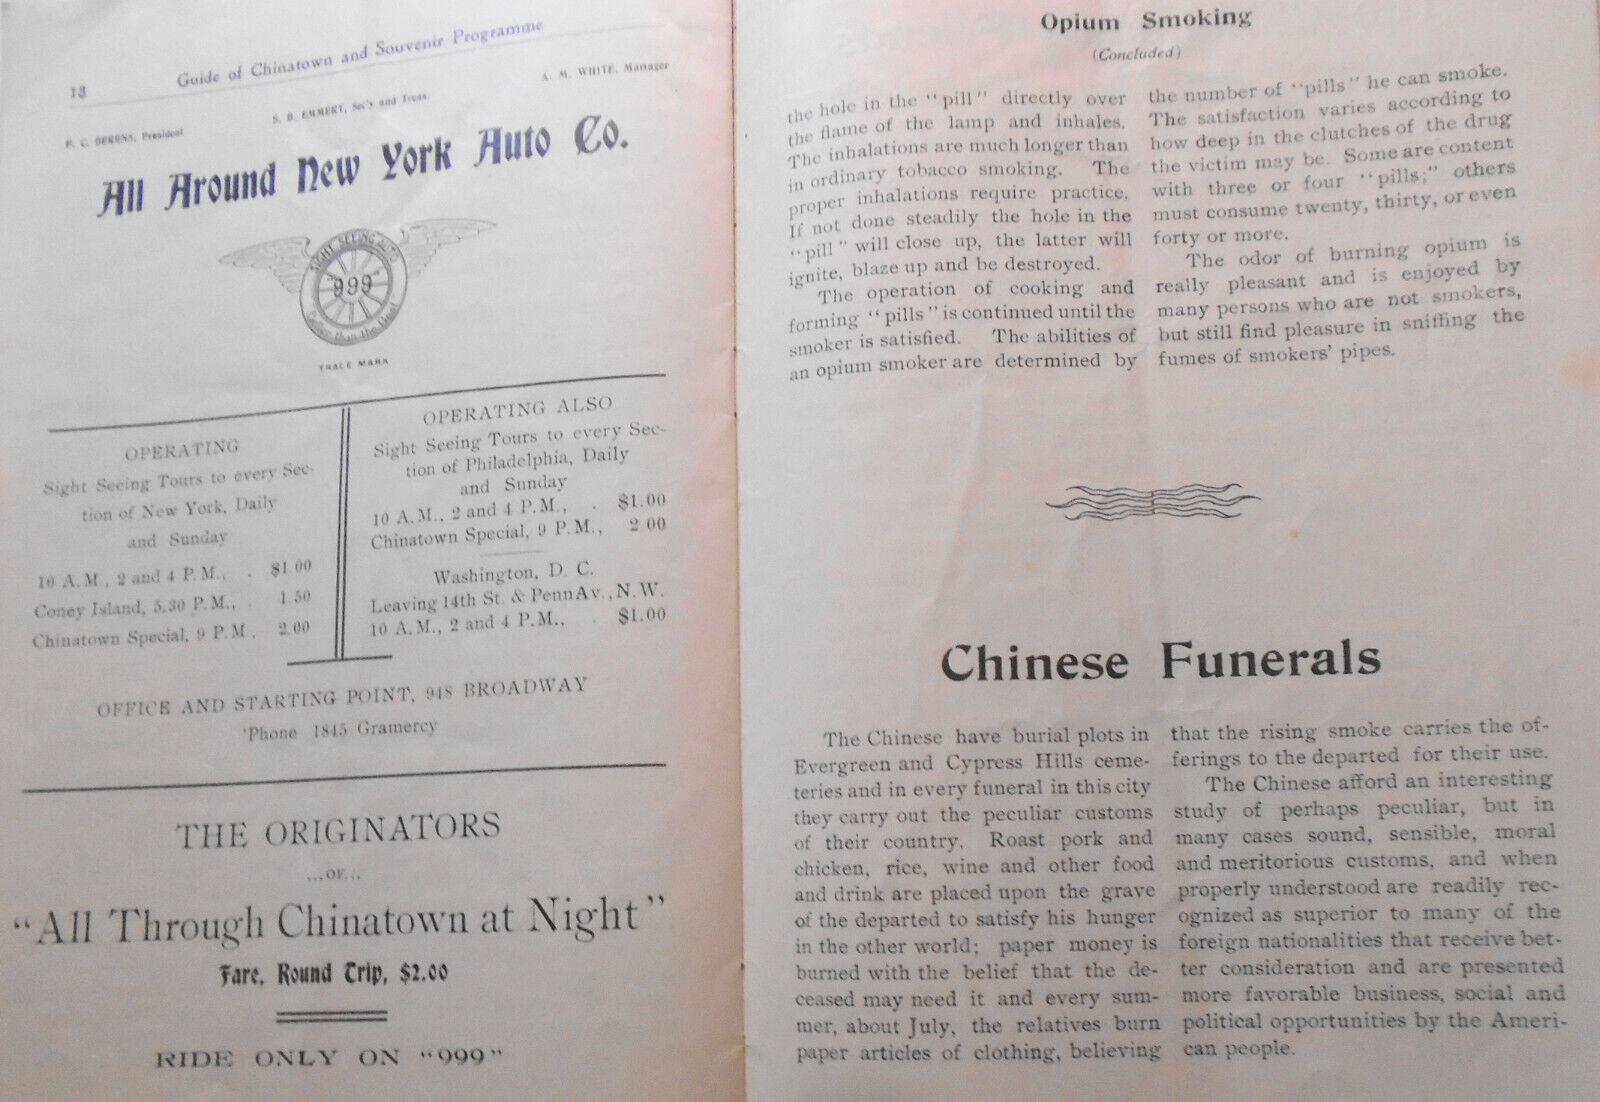 18
Guide of Chinatown and Souvenir Programme
S. B. EMMERT, Sec'y and Treas.
A. M. WHITE, Manager
F. C. BERENS, President
All Around New York Auto Co.
SIGHT SEEING AUTO
999
TRADE MARK
OPERATING
Sight Seeing Tours to every Sec-
tion of New York, Daily
and Sunday
10 A.M., 2 and 4 P.M., . $1.00
Coney Island, 5.30 P.M., . 1.50
Chinatown Special, 9 P.M., 2.00
OPERATING ALSO
Sight Seeing Tours to every Sec-
tion of Philadelphia, Daily
and Sunday
10 A.M., 2 and 4 P.M., . $1.00
Chinatown Special, 9 P.M., 2 00
Washington, D. C.
Leaving 14th St. & Penn Av., N.W.
10 A.M., 2 and 4 P.M., . $1.00
OFFICE AND STARTING POINT, 948 BROADWAY
'Phone 1845 Gramercy
THE ORIGINATORS
...OF...
"All Through Chinatown at Night"
Fare, Round Trip, $2.00
RIDE ONLY ON "999"
Opium Smoking
(Concluded)
the hole in the "pill" directly over
the flame of the lamp and inhales.
The inhalations are much longer than
in ordinary tobacco smoking. The
proper inhalations require practice.
If not done steadily the hole in the
"pill" will close up, the latter will
ignite, blaze up and be destroyed.
The operation of cooking and
forming "pills" is continued until the
smoker is satisfied. The abilities of
an opium smoker are determined by
the number of "pills" he can smoke.
The satisfaction varies according to
how deep in the clutches of the drug
the victim may be. Some are content
with three or four "pills;" others
must consume twenty, thirty, or even
forty or more.
The odor of burning opium is
really pleasant and is enjoyed by
many persons who are not smokers,
but still find pleasure in sniffing the
fumes of smokers' pipes.
Chinese Funerals
The Chinese have burial plots in
Evergreen and Cypress Hills ceme-
teries and in every funeral in this city
they carry out the peculiar customs
of their country. Roast pork and
chicken, rice, wine and other food
and drink are placed upon the grave
of the departed to satisfy his hunger
in the other world; paper money is
burned with the belief that the de-
ceased may need it and every sum-
mer, about July, the relatives burn
paper articles of clothing, believing
that the rising smoke carries the of-
ferings to the departed for their use.
The Chinese afford an interesting
study of perhaps peculiar, but in
many cases sound, sensible, moral
and meritorious customs, and when
properly understood are readily rec-
ognized as superior to many of the
foreign nationalities that receive bet-
ter consideration and are presented
more favorable business, social and
political opportunities by the Ameri-
can people.